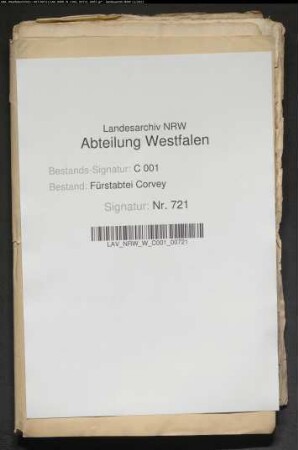 Landesarchiv NRW
Abteilung Westfalen
Bestands-Signatur: C 001
Bestand: Fürstabtei Corvey
Signatur: Nr. 721
LAV_NRW_W_C001_00721